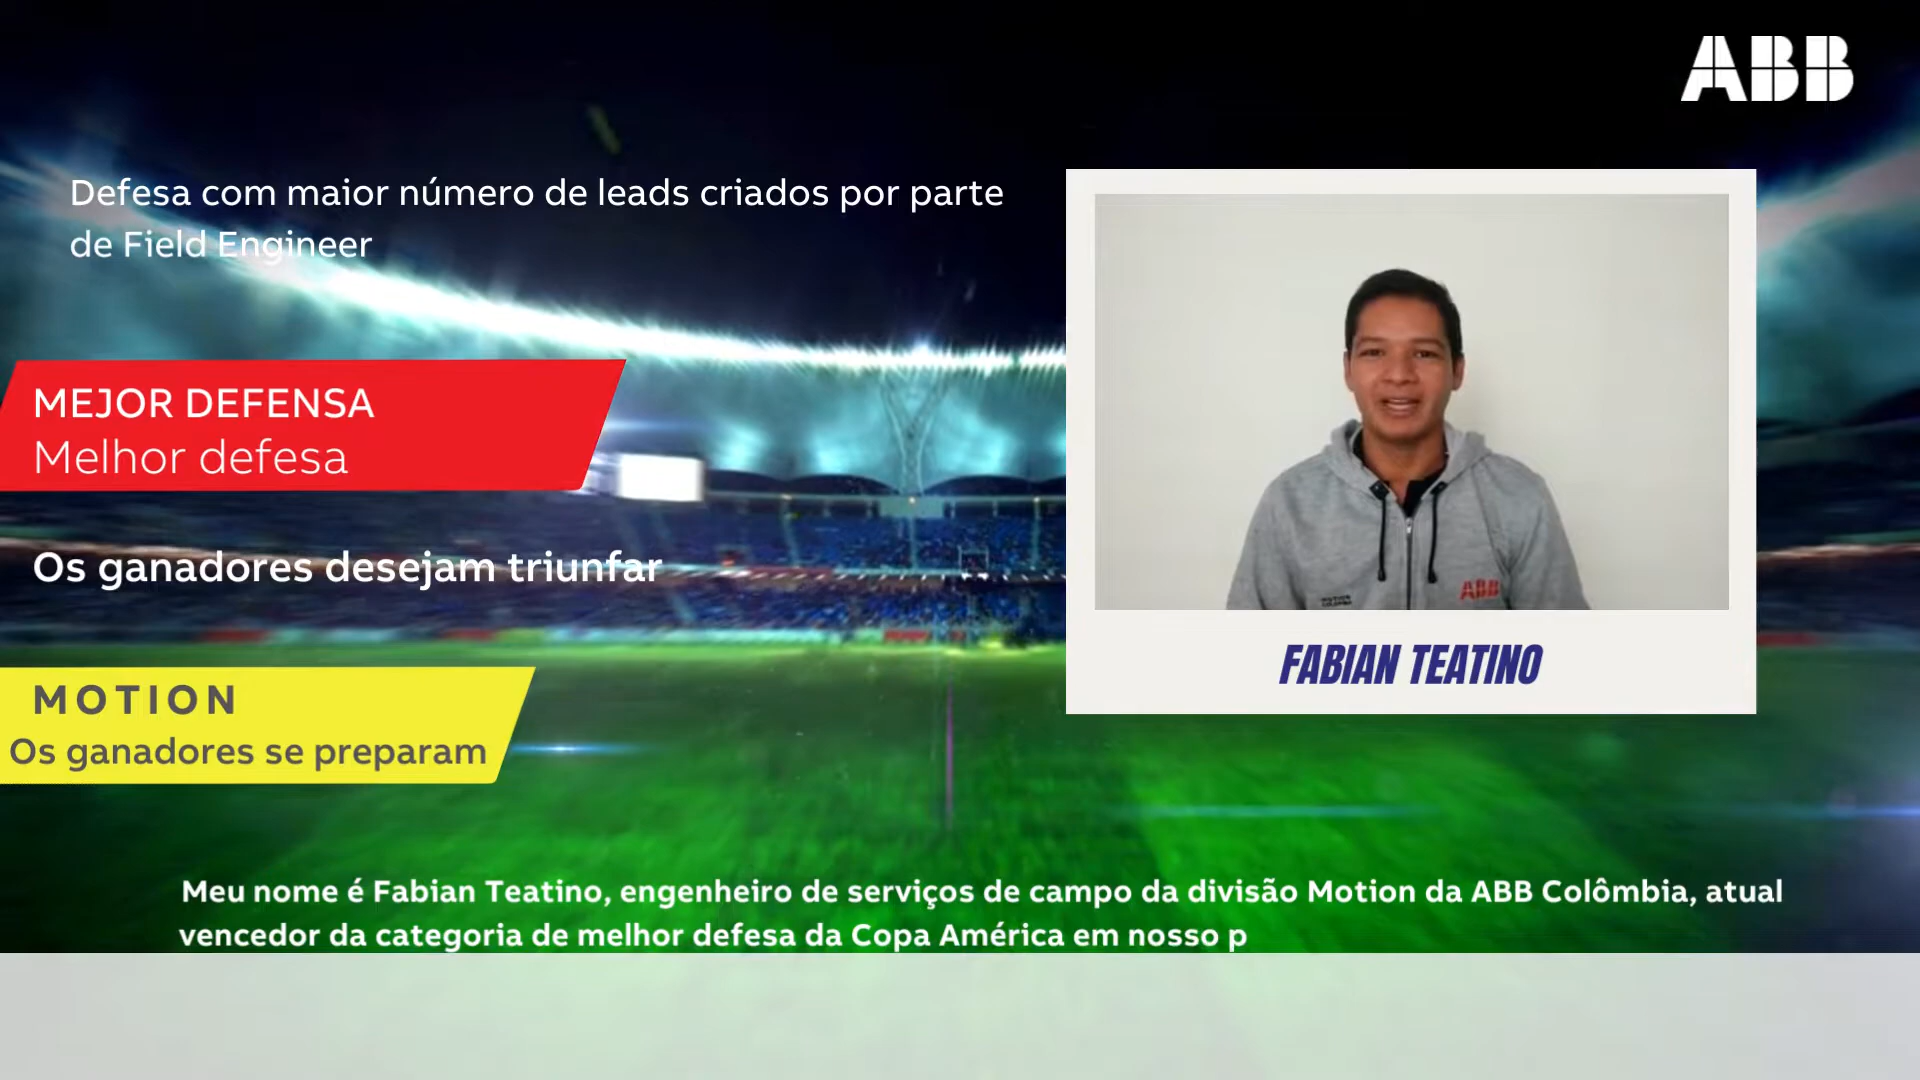 ABB
Defesa com maior número de leads criados por parte
de Field Engineer
MEJOR DEFENSA
Melhor defesa
Os ganadores desejam triunfar
MOTION
Os ganadores se preparam
ABB
FABIAN TEATINO
Meu nome é Fabian Teatino, engenheiro de serviços de campo da divisão Motion da ABB Colômbia, atual
vencedor da categoria de melhor defesa da Copa América em nosso p